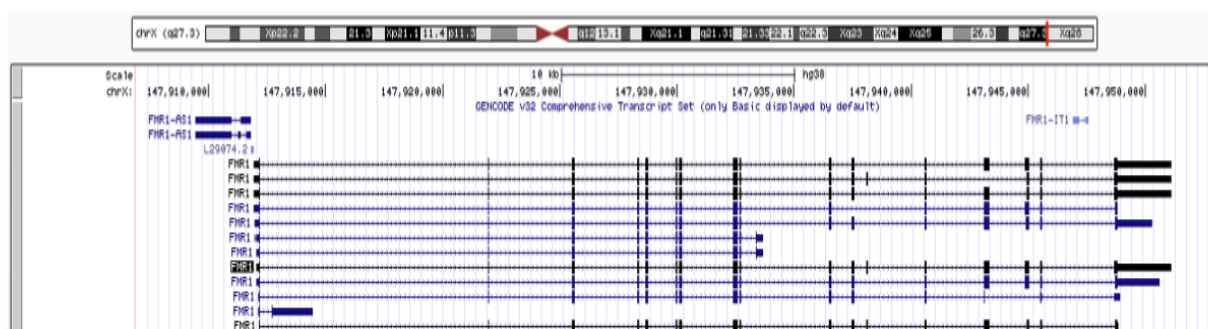 chrX (q27.3) Xp22.2 21.3 Xp21.1 11.4 p11.3 q12 13.1 Xq21.1 q21.31 21.33 22.1 q22.3 Xq23 Xq24 Xq25 26.3 q27.3 Xq28
Scale 10 kb hg38
chrX: 147,910,000 147,915,000 147,920,000 147,925,000 147,930,000 147,935,000 147,940,000 147,945,000 147,950,000
GENCODE v32 Comprehensive Transcript Set (only Basic displayed by default)
FMR1-AS1 FMR1-IT1
FMR1-AS1
L29074.2
FMR1
FMR1
FMR1
FMR1
FMR1
FMR1
FMR1
FMR1
FMR1
FMR1
FMR1
FMR1